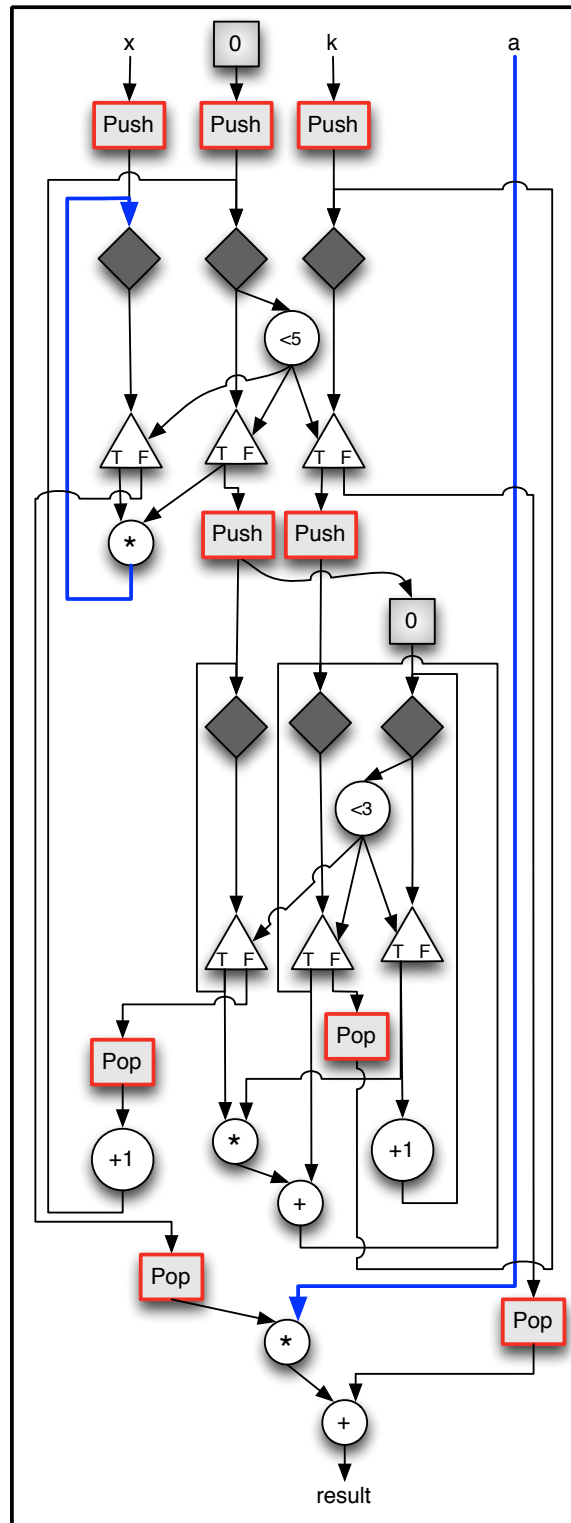 x 0 k a
Push Push Push
<5
T F T F T F
*
Push Push
0
<3
T F T F T F
Pop
Pop
*
+1 +1
+
Pop
Pop
*
+
result